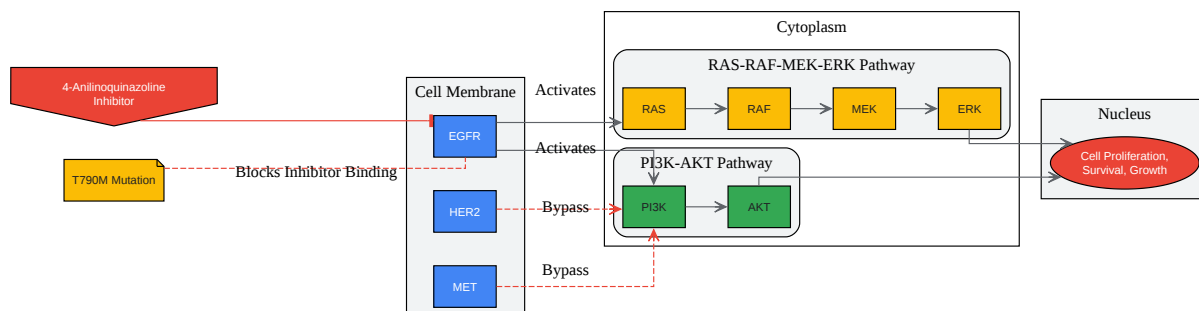 Cytoplasm
RAS-RAF-MEK-ERK Pathway
4-Anilinoquinazoline
Inhibitor
Cell Membrane
Activates
RAS
RAF
MEK
ERK
Nucleus
EGFR
Activates
PI3K-AKT Pathway
Cell Proliferation,
Survival, Growth
T790M Mutation
Blocks Inhibitor Binding
HER2
Bypass
PI3K
AKT
MET
Bypass